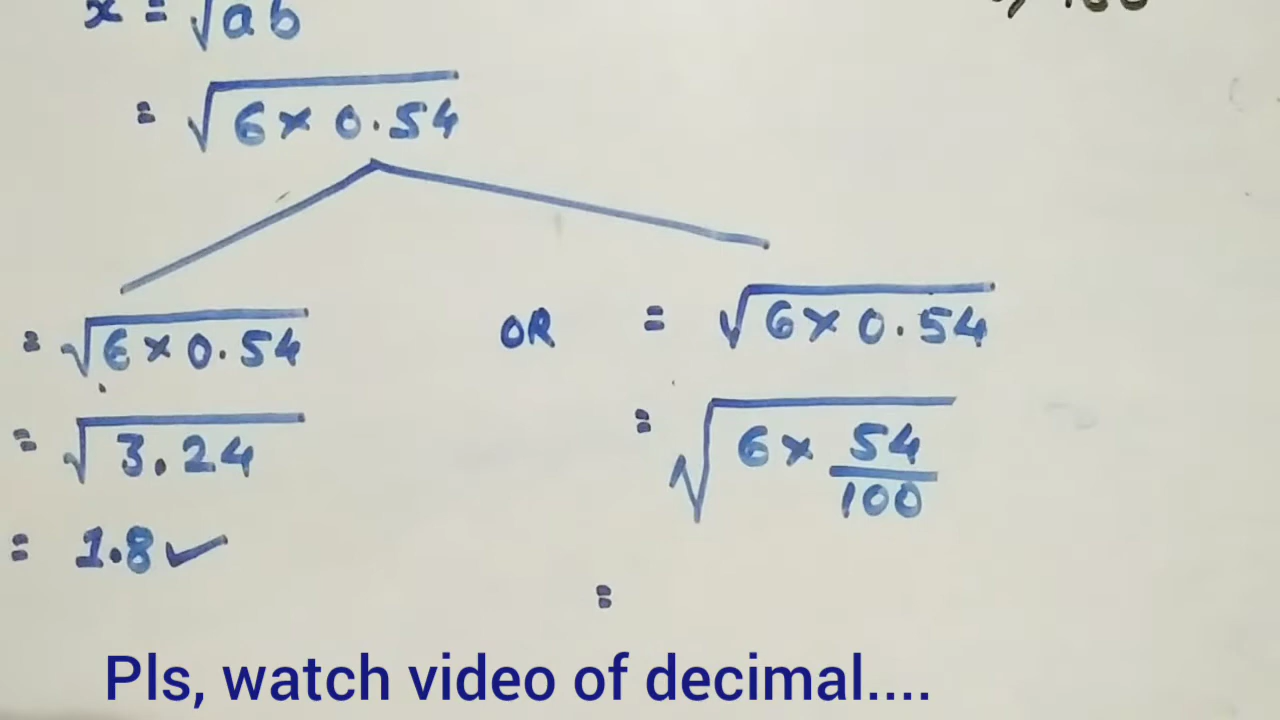 x = √ab
= √6 × 0.54
= √6 × 0.54 OR = √6 × 0.54
= √3.24
= √6 × 54/100
= 1.8 ✓
=
Pls, watch video of decimal....